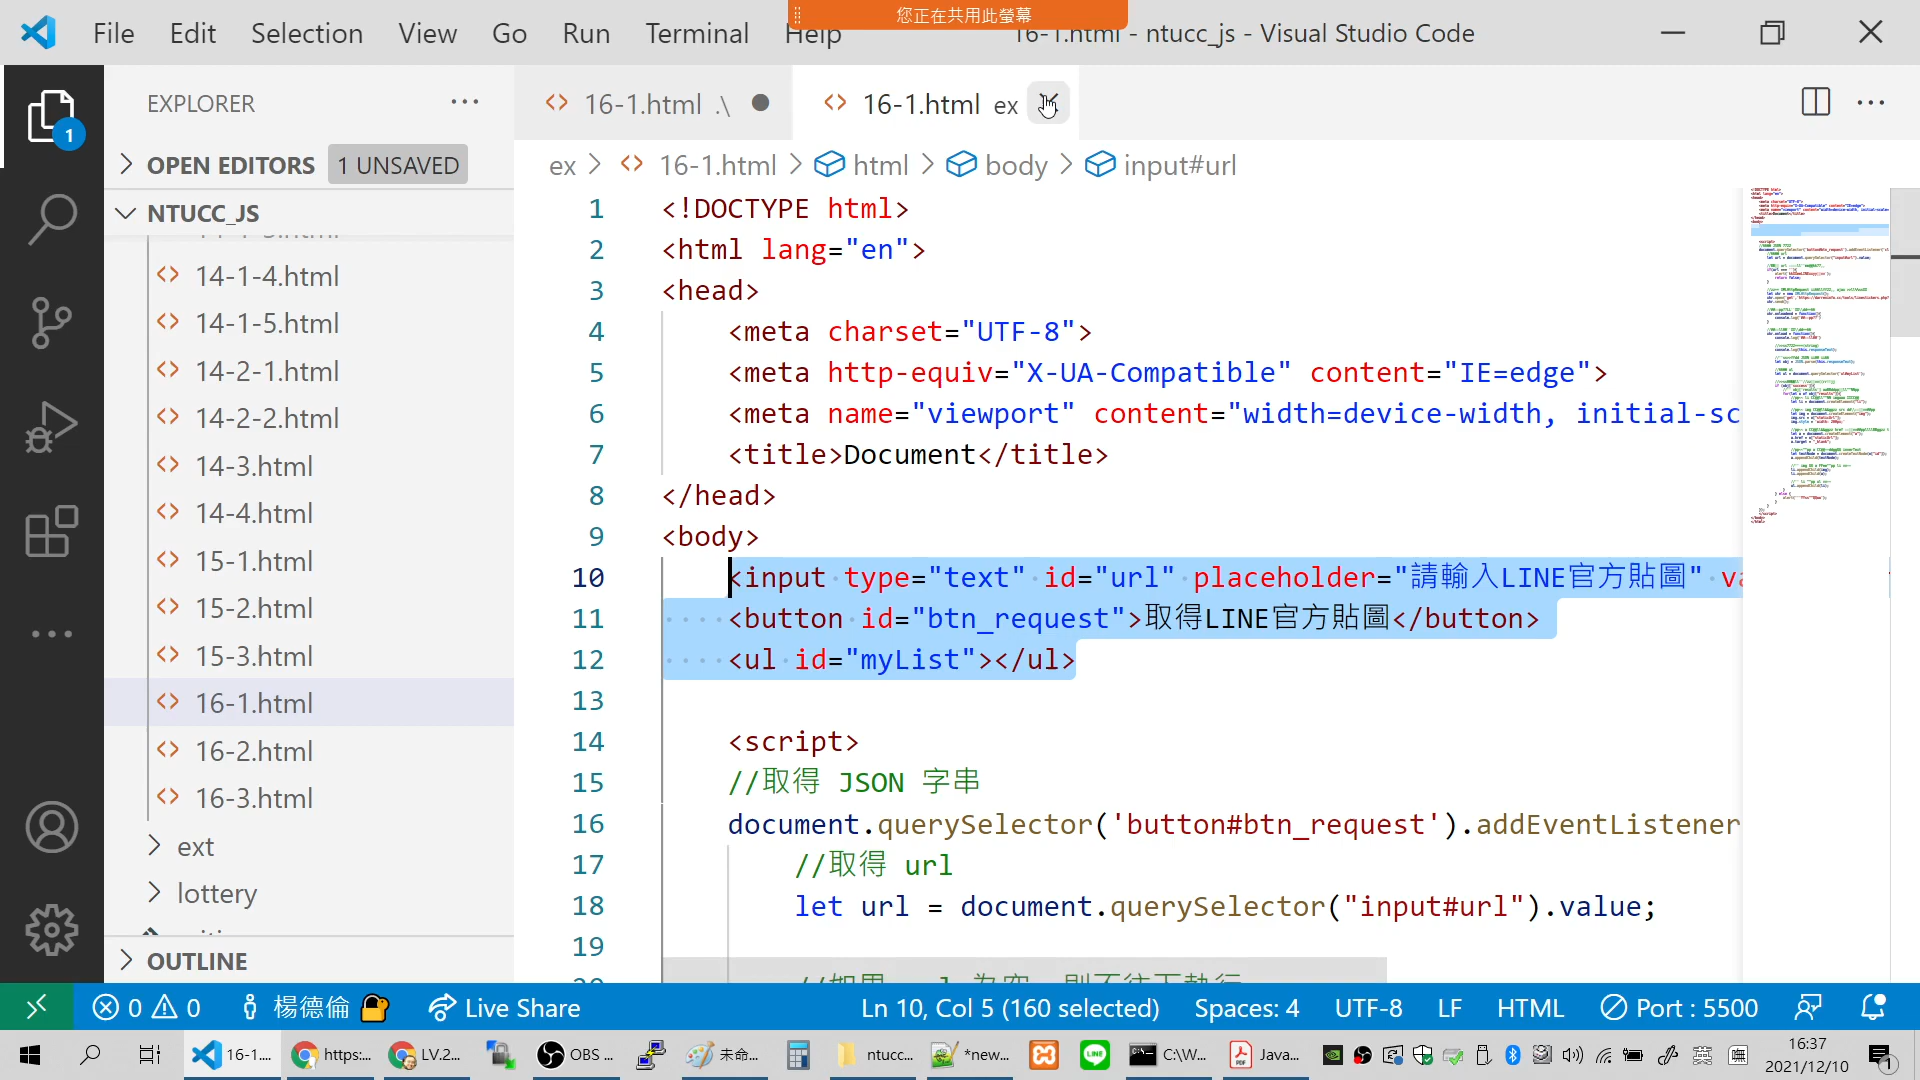 您正在共用此螢幕
File Edit Selection View Go Run Terminal Help 16-1.html - ntucc_js - Visual Studio Code
EXPLORER
16-1.html .\
16-1.html ex
OPEN EDITORS 1 UNSAVED
ex > 16-1.html > html > body > input#url
NTUCC_JS
14-1-4.html
14-1-5.html
14-2-1.html
14-2-2.html
14-3.html
14-4.html
15-1.html
15-2.html
15-3.html
16-1.html
16-2.html
16-3.html
ext
lottery
OUTLINE
1 <!DOCTYPE html>
2 <html lang="en">
3 <head>
4 <meta charset="UTF-8">
5 <meta http-equiv="X-UA-Compatible" content="IE=edge">
6 <meta name="viewport" content="width=device-width, initial-sc
7 <title>Document</title>
8 </head>
9 <body>
10 <input type="text" id="url" placeholder="請輸入LINE官方貼圖" va
11 <button id="btn_request">取得LINE官方貼圖</button>
12 <ul id="myList"></ul>
13
14 <script>
15 //取得 JSON 字串
16 document.querySelector('button#btn_request').addEventListener
17 //取得 url
18 let url = document.querySelector("input#url").value;
19
1
0 0 楊德倫 Live Share Ln 10, Col 5 (160 selected) Spaces: 4 UTF-8 LF HTML Port : 5500
16-1.... https:... LV.2... OBS ... 未命... ntucc... *new... LINE C:\W... Java... 英 16:37
2021/12/10 1